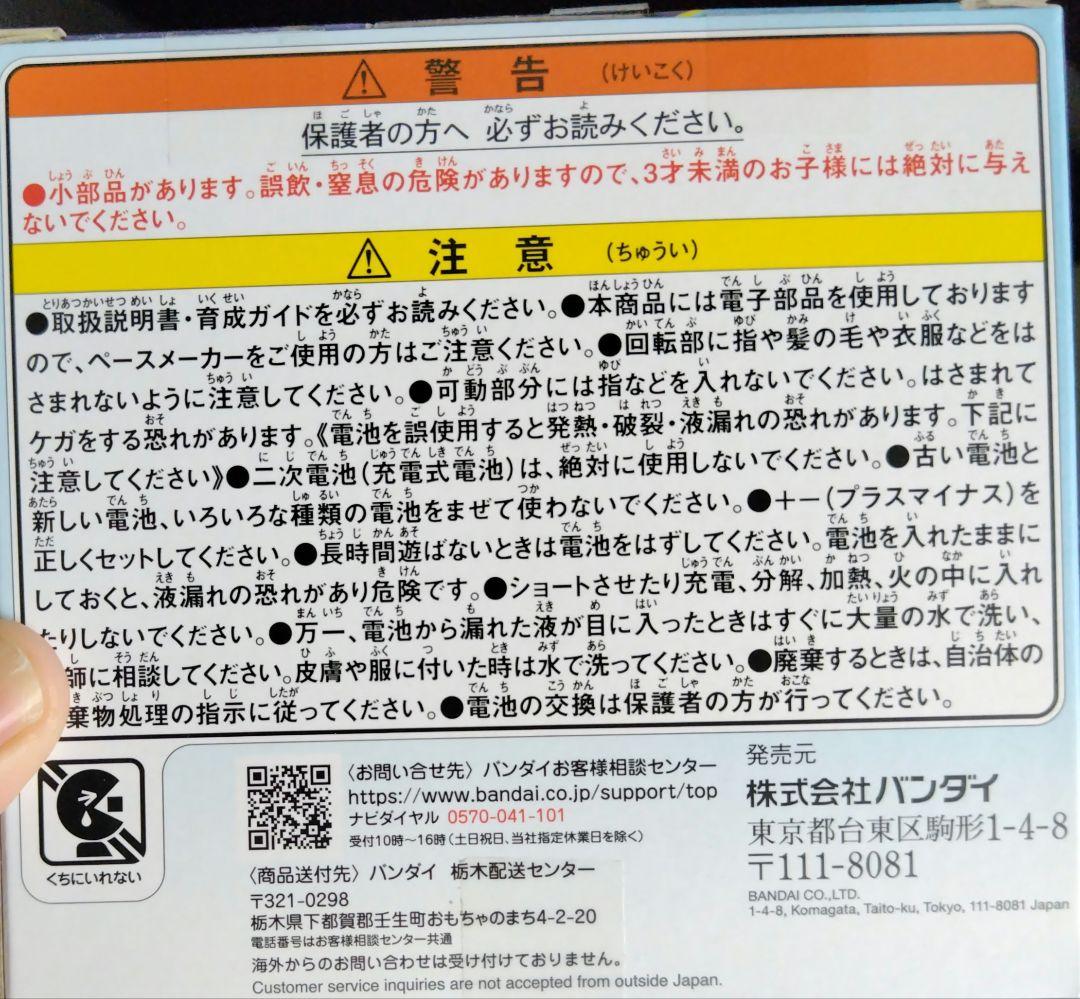 警告 (けいこく)
保護者の方へ 必ずお読みください。
●小部品があります。誤飲・窒息の危険がありますので、3才未満のお子様には絶対に与え
ないでください。
注意 (ちゅうい)
●取扱説明書・育成ガイドを必ずお読みください。●本商品には電子部品を使用しております
ので、ペースメーカーをご使用の方はご注意ください。●回転部に指や髪の毛や衣服などをは
さまれないように注意してください。●可動部分には指などを入れないでください。はさまれて
ケガをする恐れがあります。《電池を誤使用すると発熱・破裂・液漏れの恐れがあります。下記に
注意してください》●二次電池(充電式電池)は、絶対に使用しないでください。●古い電池と
新しい電池、いろいろな種類の電池をまぜて使わないでください。●＋－(プラスマイナス)を
正しくセットしてください。●長時間遊ばないときは電池をはずしてください。電池を入れたままに
しておくと、液漏れの恐れがあり危険です。●ショートさせたり充電、分解、加熱、火の中に入れ
たりしないでください。●万一、電池から漏れた液が目に入ったときはすぐに大量の水で洗い、
師に相談してください。皮膚や服に付いた時は水で洗ってください。●廃棄するときは、自治体の
棄物処理の指示に従ってください。●電池の交換は保護者の方が行ってください。
くちにいれない
〈お問い合せ先〉バンダイお客様相談センター
https://www.bandai.co.jp/support/top
ナビダイヤル 0570-041-101
受付10時～16時(土日祝日、当社指定休業日を除く)
〈商品送付先〉バンダイ 栃木配送センター
〒321-0298
栃木県下都賀郡壬生町おもちゃのまち4-2-20
電話番号はお客様相談センター共通
海外からのお問い合わせは受け付けておりません。
Customer service inquiries are not accepted from outside Japan.
発売元
株式会社バンダイ
東京都台東区駒形1-4-8
〒111-8081
BANDAI CO.,LTD.
1-4-8, Komagata, Taito-ku, Tokyo, 111-8081 Japan